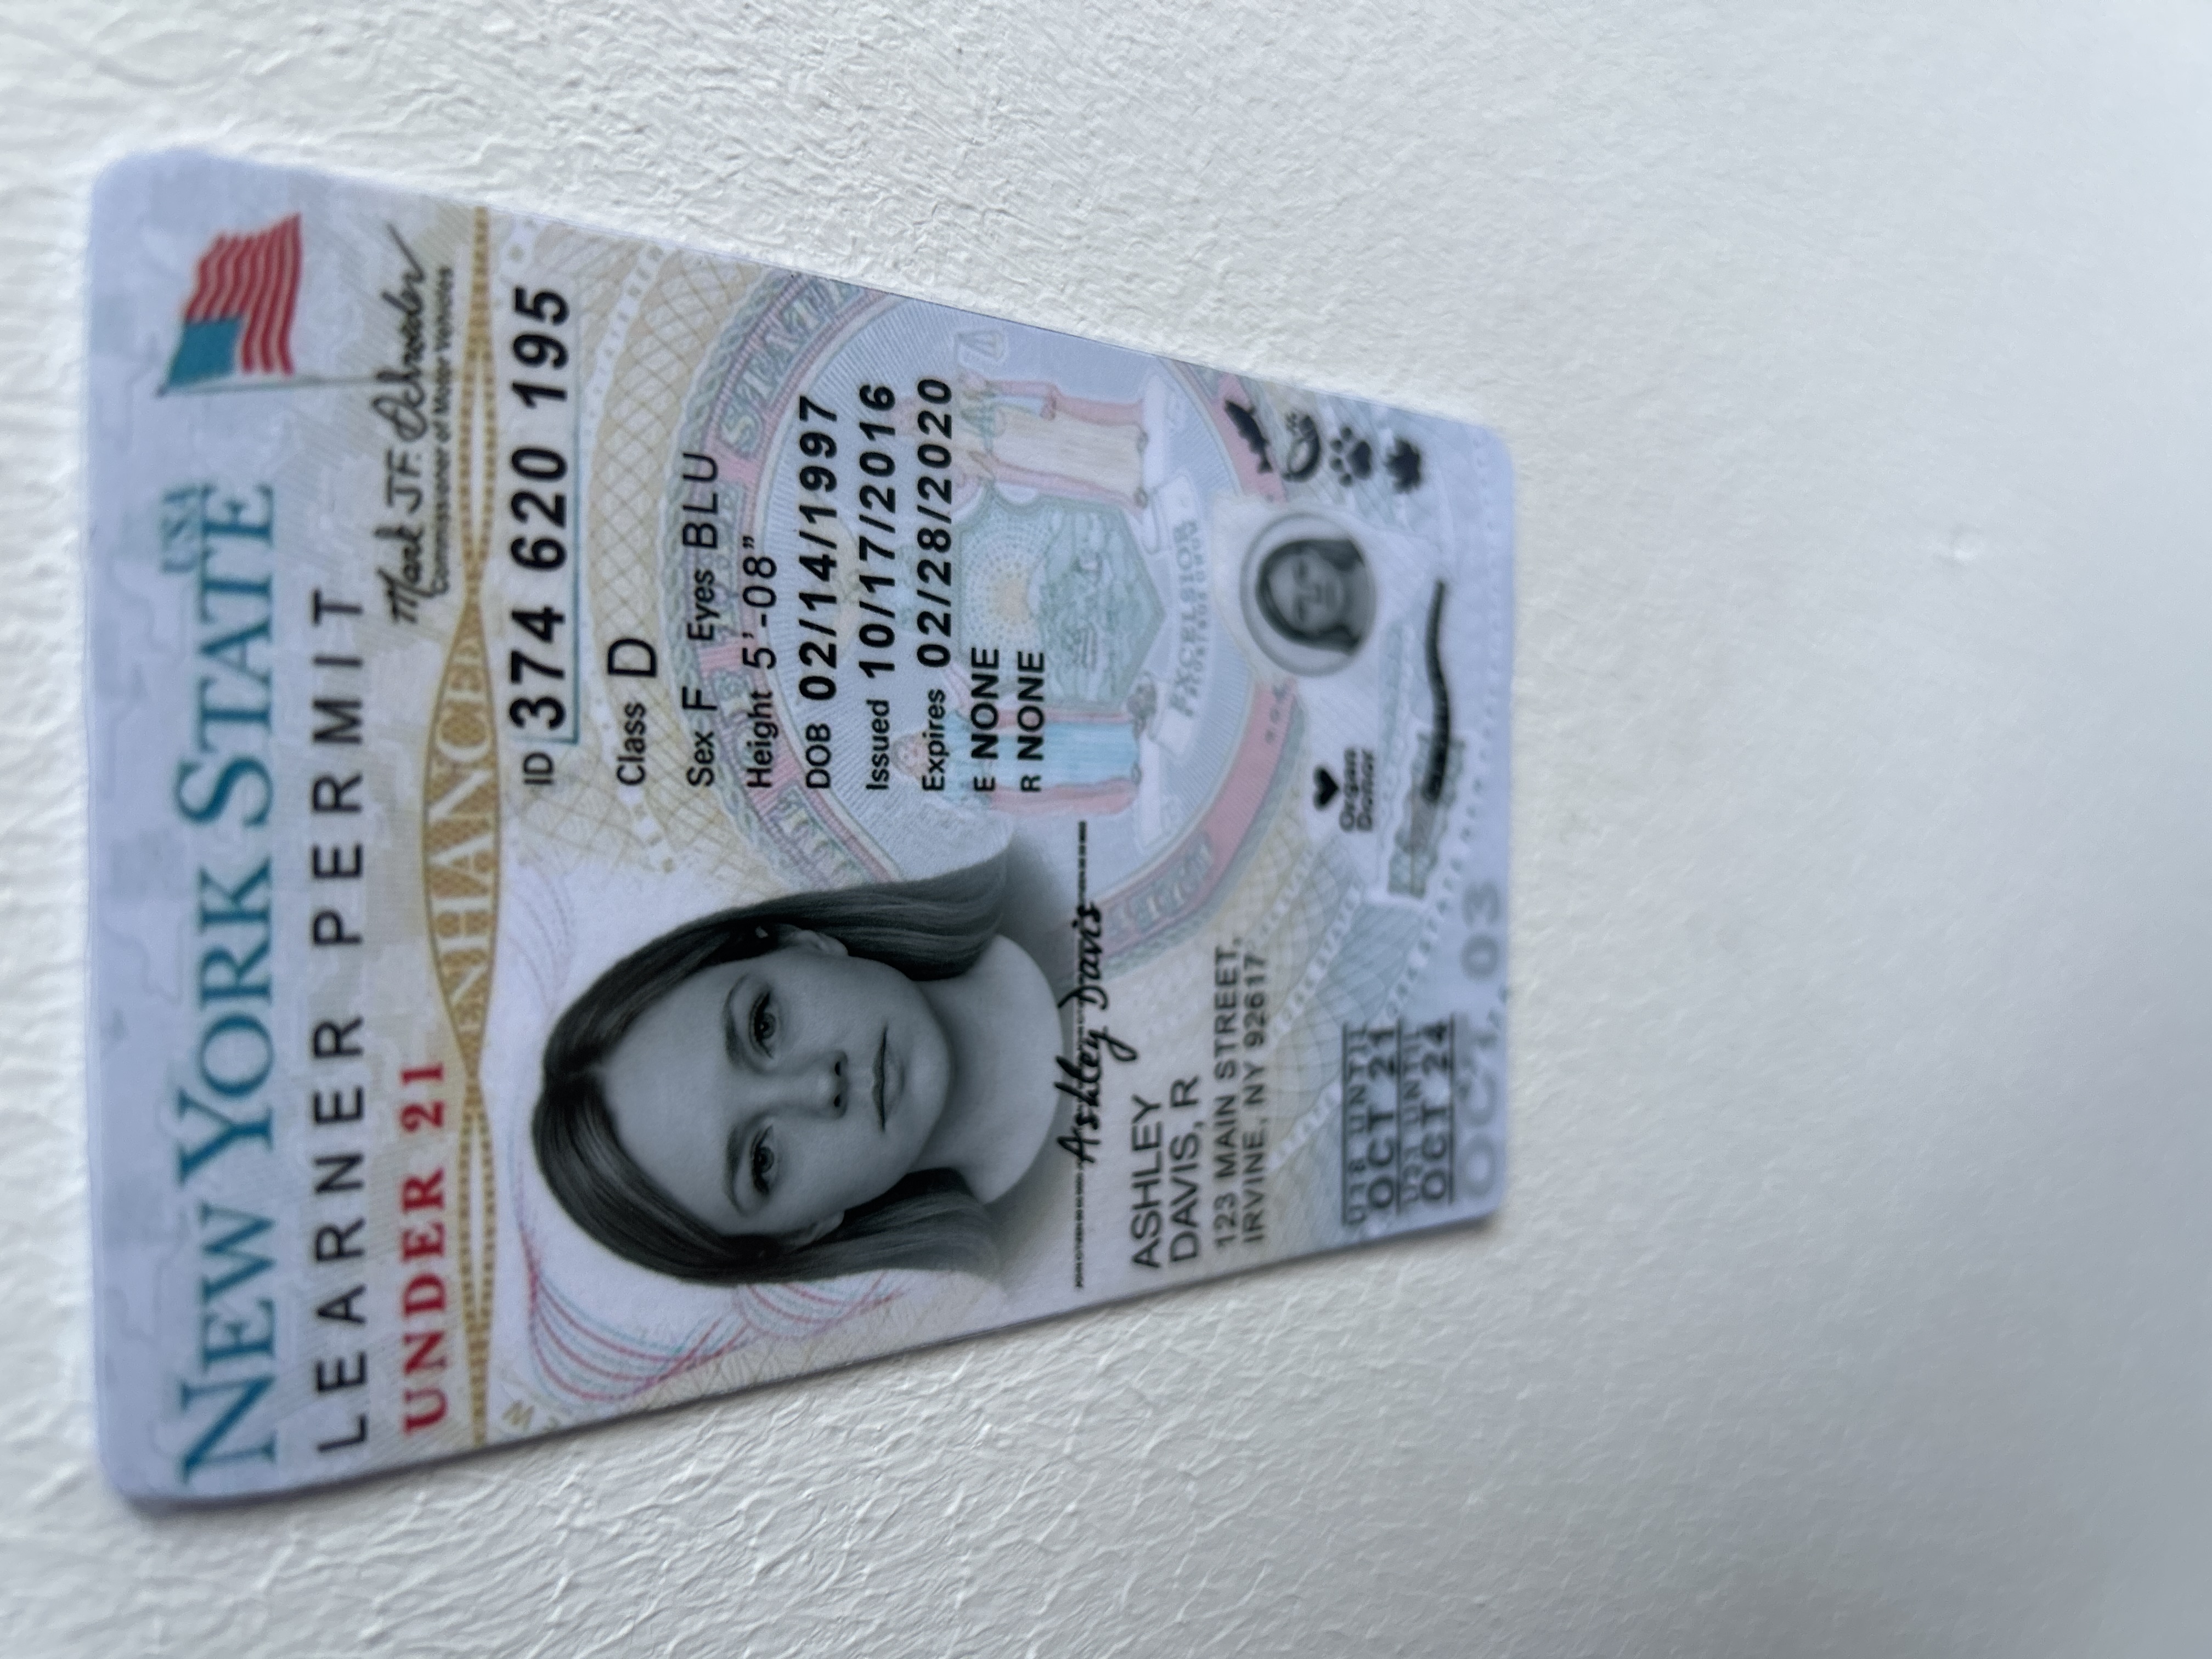 NEW YORK STATE USA
LEARNER PERMIT
UNDER 21
Mark JF. Schroeder
Commissioner of Motor Vehicles
ENHANCED
ID 374 620 195
Class D
Sex F Eyes BLU
Height 5'-08"
DOB 02/14/1997
Issued 10/17/2016
Expires 02/28/2020
E NONE
R NONE
Ashley Davis
ASHLEY
DAVIS, R
123 MAIN STREET,
IRVINE, NY 92617
EXCELSIOR
Organ
Donor
U18 UNTIL
OCT 21
U21 UNTIL
OCT 24
OCT 03